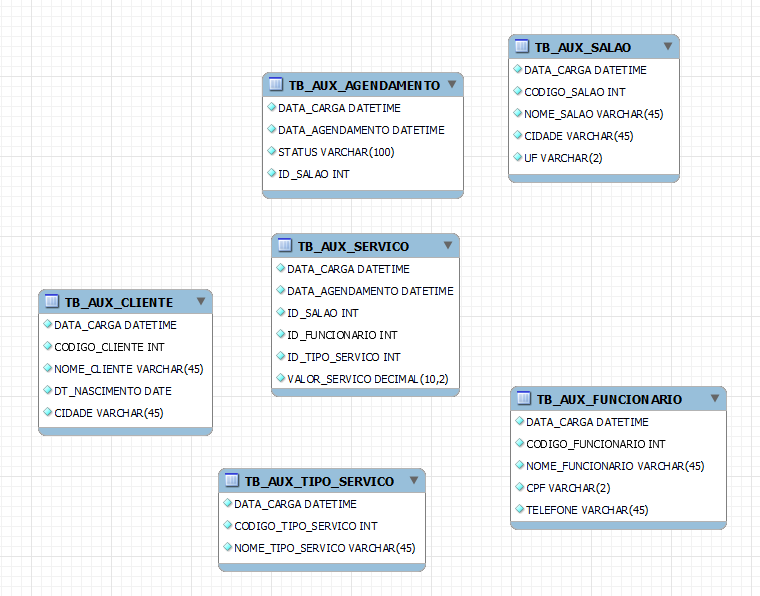 TB_AUX_SALAO
DATA_CARGA DATETIME
CODIGO_SALAO INT
NOME_SALAO VARCHAR(45)
CIDADE VARCHAR(45)
UF VARCHAR(2)
TB_AUX_AGENDAMENTO
DATA_CARGA DATETIME
DATA_AGENDAMENTO DATETIME
STATUS VARCHAR(100)
ID_SALAO INT
TB_AUX_SERVICO
DATA_CARGA DATETIME
DATA_AGENDAMENTO DATETIME
ID_SALAO INT
ID_FUNCIONARIO INT
ID_TIPO_SERVICO INT
VALOR_SERVICO DECIMAL(10,2)
TB_AUX_CLIENTE
DATA_CARGA DATETIME
CODIGO_CLIENTE INT
NOME_CLIENTE VARCHAR(45)
DT_NASCIMENTO DATE
CIDADE VARCHAR(45)
TB_AUX_FUNCIONARIO
DATA_CARGA DATETIME
CODIGO_FUNCIONARIO INT
NOME_FUNCIONARIO VARCHAR(45)
CPF VARCHAR(2)
TELEFONE VARCHAR(45)
TB_AUX_TIPO_SERVICO
DATA_CARGA DATETIME
CODIGO_TIPO_SERVICO INT
NOME_TIPO_SERVICO VARCHAR(45)